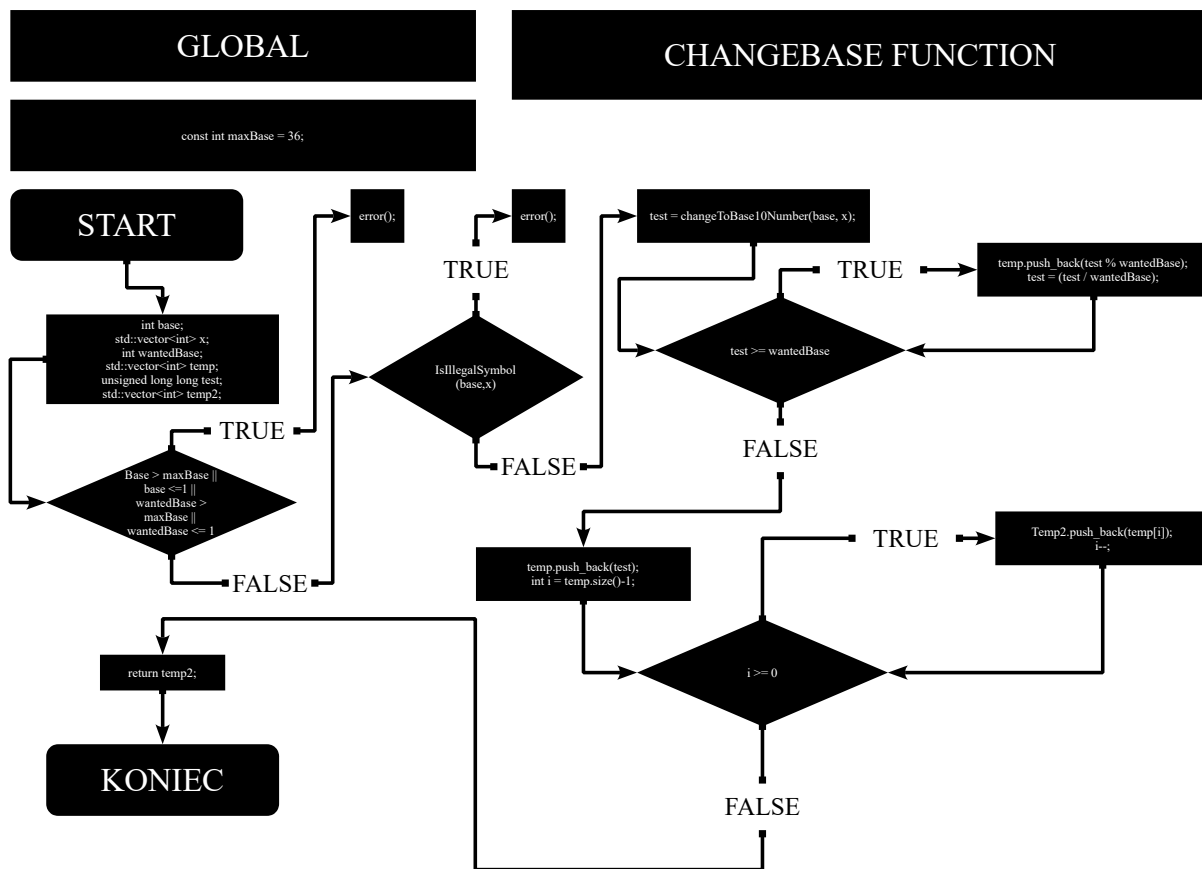 GLOBAL
CHANGEBASE FUNCTION
const int maxBase = 36;
START
error();
error();
test = changeToBase10Number(base, x);
TRUE
TRUE
temp.push_back(test % wantedBase);
test = (test / wantedBase);
int base;
std::vector<int> x;
int wantedBase;
std::vector<int> temp;
unsigned long long test;
std::vector<int> temp2;
test >= wantedBase
IsIllegalSymbol
(base,x)
TRUE
FALSE
FALSE
Base > maxBase ||
base <=1 ||
wantedBase >
maxBase ||
wantedBase <= 1
FALSE
temp.push_back(test);
int i = temp.size()-1;
TRUE
Temp2.push_back(temp[i]);
i--;
return temp2;
i >= 0
KONIEC
FALSE